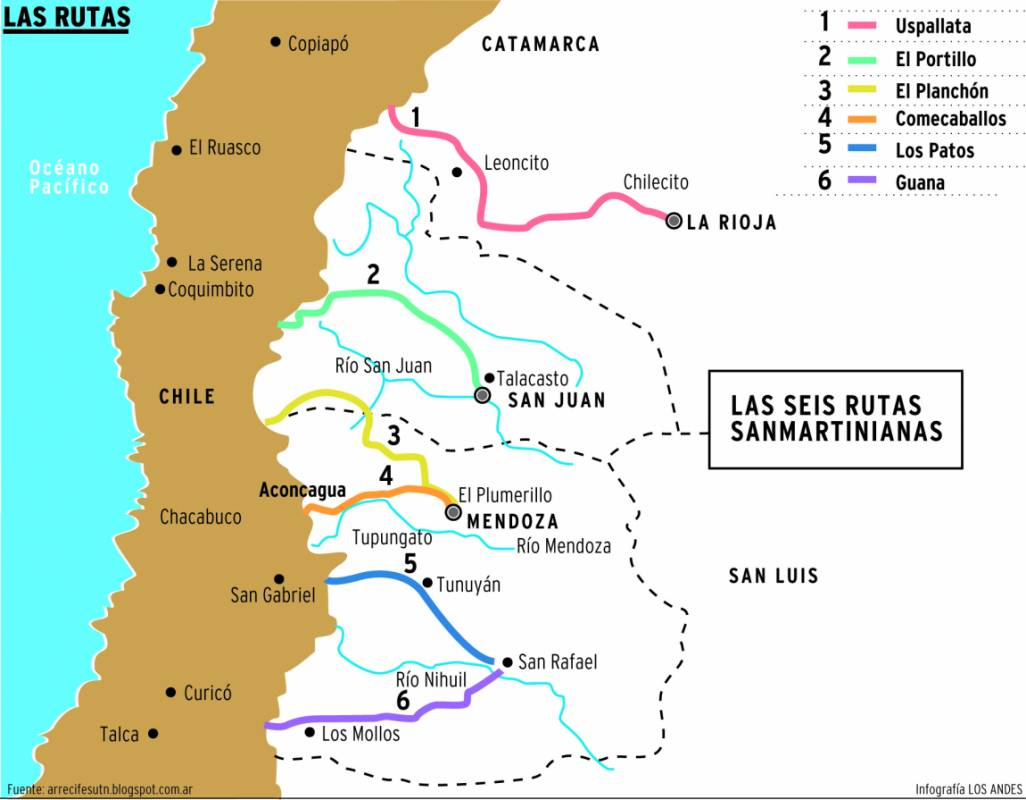 LAS RUTAS
Copiapó
CATAMARCA
1 Uspallata
2 El Portillo
3 El Planchón
4 Comecaballos
5 Los Patos
6 Guana
1
El Ruasco
Océano
Pacífico
Leoncito
Chilecito
LA RIOJA
La Serena
Coquimbito
2
Río San Juan
Talacasto
SAN JUAN
CHILE
LAS SEIS RUTAS
SANMARTINIANAS
3
4
Aconcagua
El Plumerillo
MENDOZA
Chacabuco
Tupungato
Río Mendoza
5
San Gabriel
Tunuyán
SAN LUIS
San Rafael
Río Nihuil
6
Curicó
Talca
Los Mollos
Fuente: arrecifesutn.blogspot.com.ar
Infografía LOS ANDES